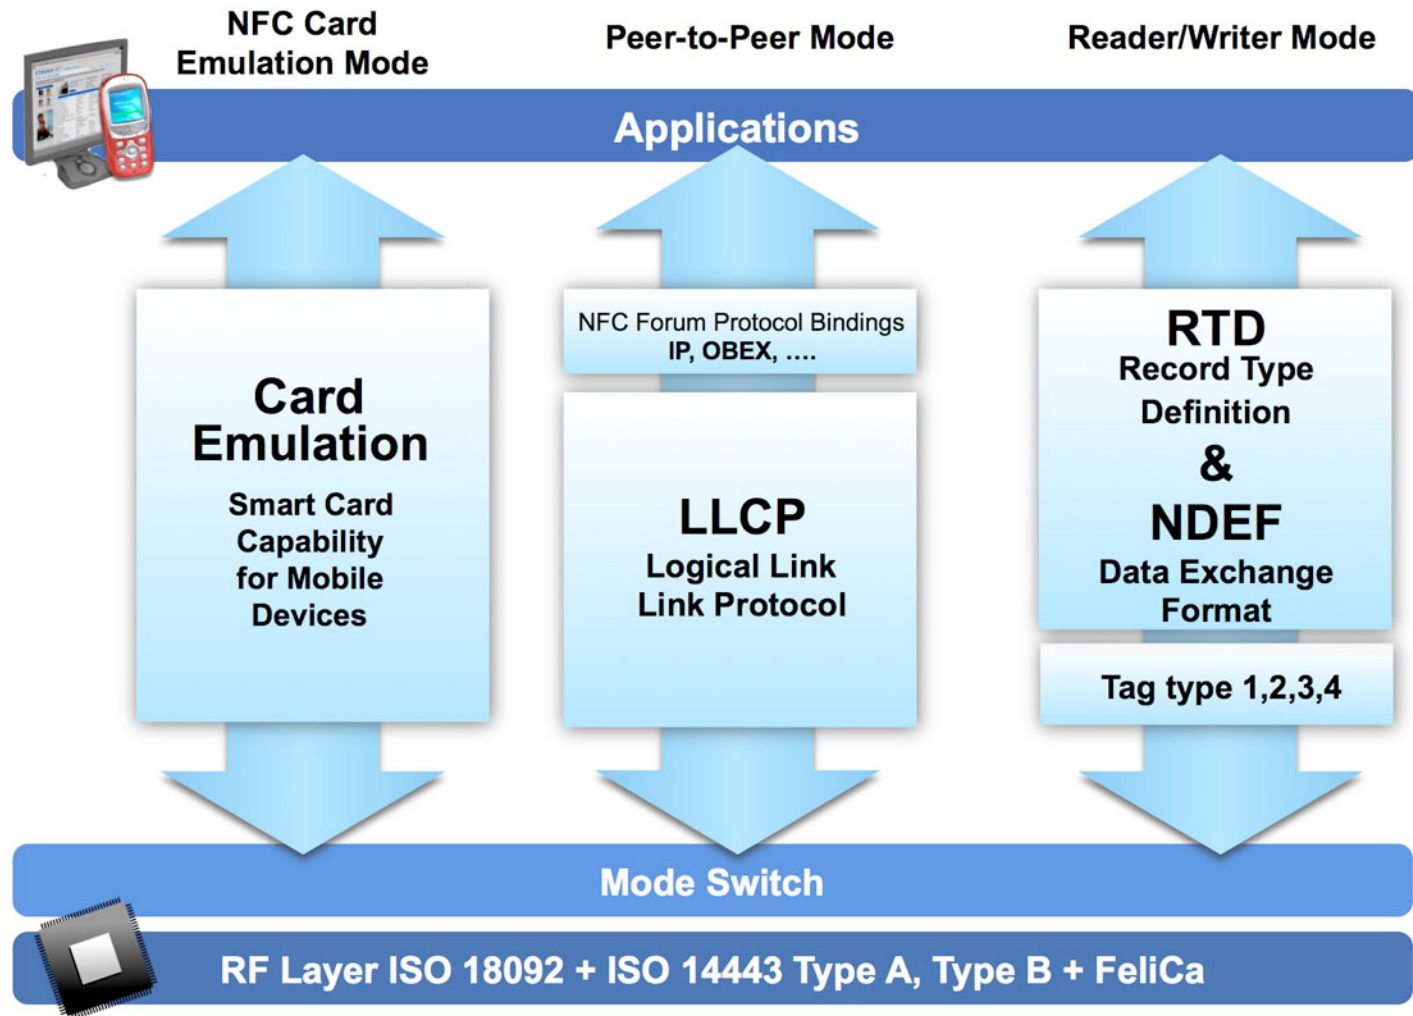 NFC Card
Emulation Mode
Peer-to-Peer Mode
Reader/Writer Mode
Applications
Card
Emulation
Smart Card
Capability
for Mobile
Devices
NFC Forum Protocol Bindings
IP, OBEX, ....
LLCP
Logical Link
Link Protocol
RTD
Record Type
Definition
&
NDEF
Data Exchange
Format
Tag type 1,2,3,4
Mode Switch
RF Layer ISO 18092 + ISO 14443 Type A, Type B + FeliCa